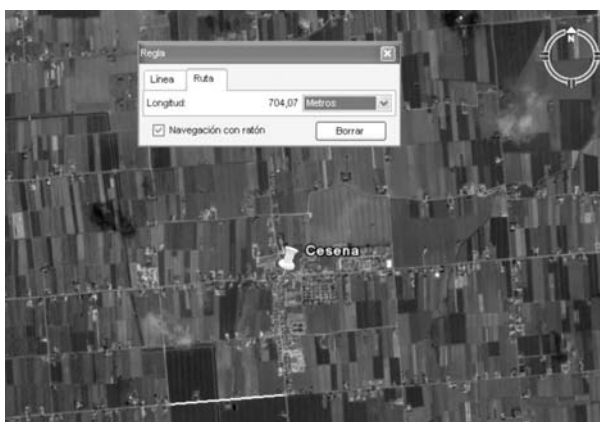 N
Regla
Línea Ruta
Longitud: 704,07 Metros
Navegación con ratón Borrar
Cesena